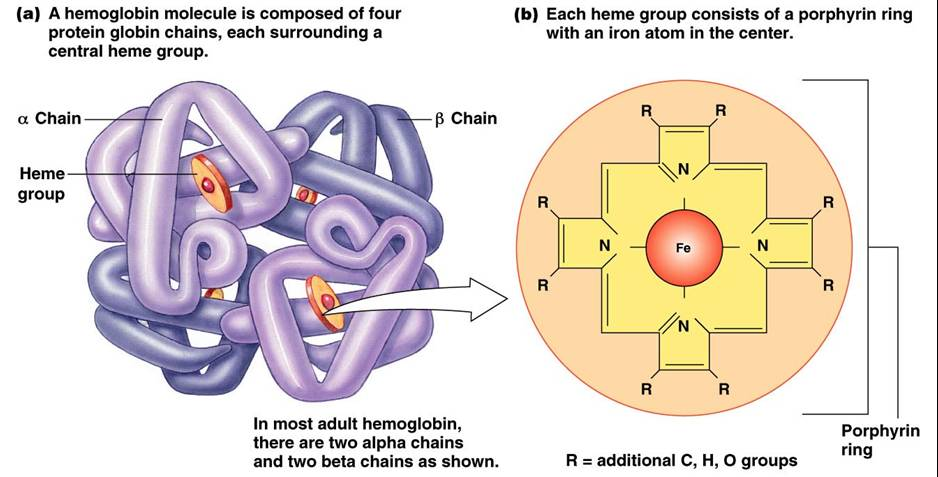 (a) A hemoglobin molecule is composed of four
protein globin chains, each surrounding a
central heme group.
α Chain
β Chain
Heme
group
In most adult hemoglobin,
there are two alpha chains
and two beta chains as shown.
(b) Each heme group consists of a porphyrin ring
with an iron atom in the center.
R R
N
R R
N Fe N
R R
N
R R
Porphyrin
ring
R = additional C, H, O groups